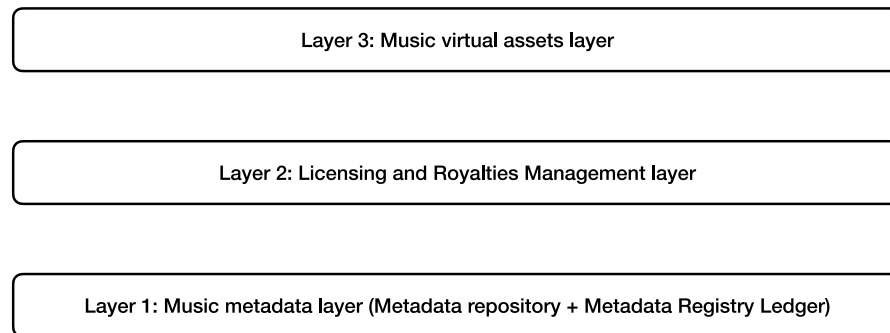 Layer 3: Music virtual assets layer
Layer 2: Licensing and Royalties Management layer
Layer 1: Music metadata layer (Metadata repository + Metadata Registry Ledger)